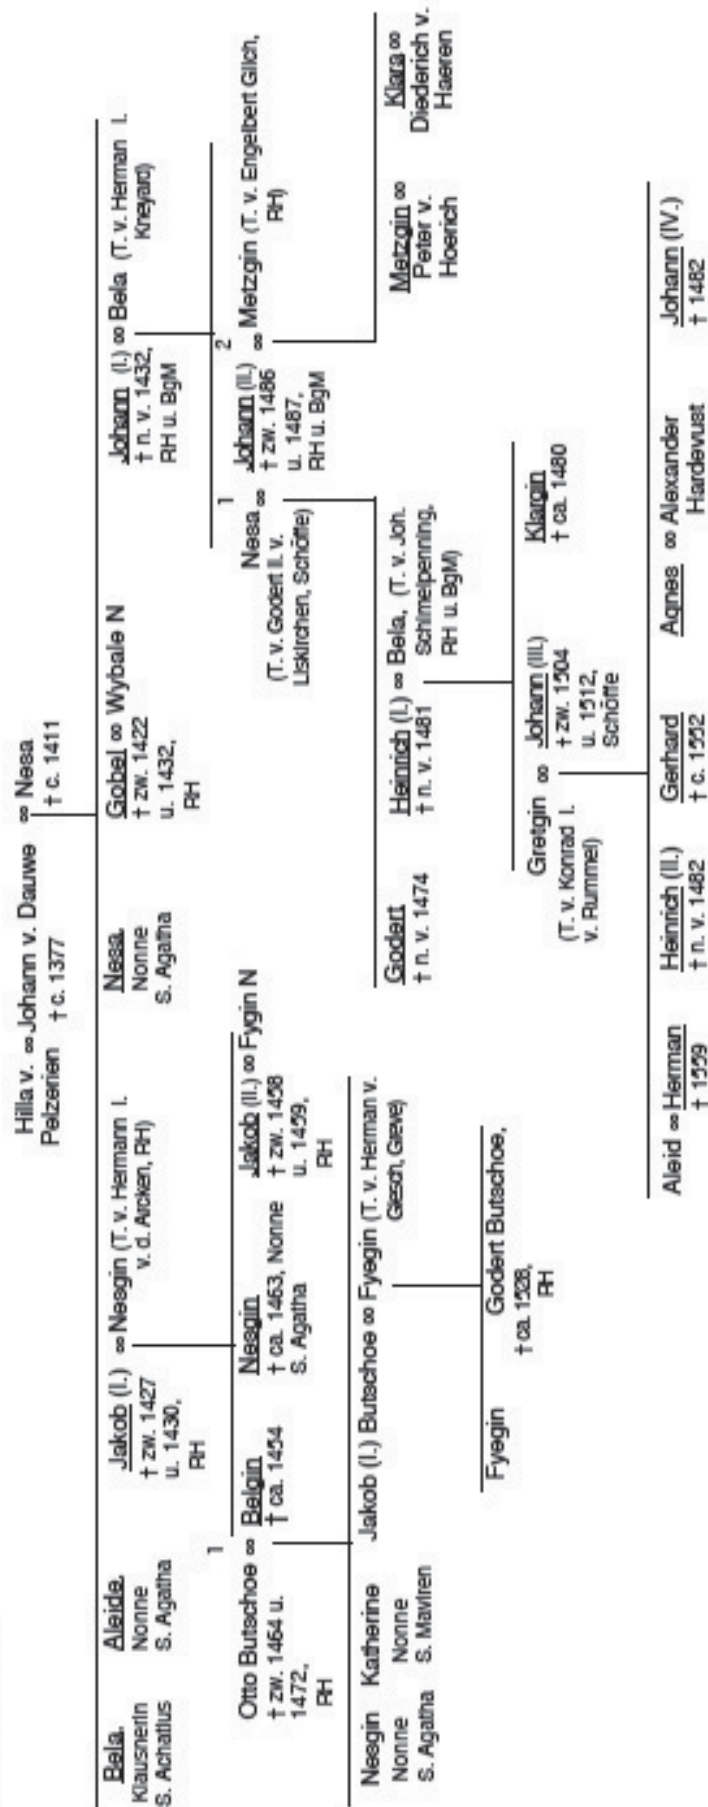 Hilla v. ∞ Johann v. Dauwe ∞ Nesa
Pelzerien † c. 1377 † c. 1411
Bela,
Klausnerin
S. Achatius
Aleide,
Nonne
S. Agatha
Jakob (I.) ∞ Nesgin (T. v. Hermann I.
† zw. 1427 v. d. Arcken, RH)
u. 1430,
RH
Nesa,
Nonne
S. Agatha
Gobel ∞ Wybale N
† zw. 1422
u. 1432,
RH
Johann (I.) ∞ Bela (T. v. Herman I.
† n. v. 1432, Kneyard)
RH u. BgM
1
Otto Butschoe ∞ Belgin
† zw. 1464 u. † ca. 1454
1472,
RH
Nesgin
† ca. 1463, Nonne
S. Agatha
Jakob (II.) ∞ Fygin N
† zw. 1458
u. 1459,
RH
1 2
Nesa ∞ Johann (II.) ∞ Metzgin (T. v. Engelbert Gilch,
(T. v. Godert II. v. † zw. 1486 RH)
Liskirchen, Schöffe) u. 1487,
RH u. BgM
Nesgin
Nonne
S. Agatha
Katherine
Nonne
S. Maviren
Jakob (I.) Butschoe ∞ Fyegin (T. v. Herman v.
Giesch, Greve)
Godert
† n. v. 1474
Heinrich (I.) ∞ Bela, (T. v. Joh.
† n. v. 1481 Schimelpenning,
RH u. BgM)
Metzgin ∞
Peter v.
Hoerich
Klara ∞
Diederich v.
Haeren
Fyegin
Godert Butschoe,
† ca. 1528,
RH
Gretgin ∞ Johann (III.)
(T. v. Konrad I. † zw. 1504
v. Rummel) u. 1512,
Schöffe
Klargin
† ca. 1480
Aleid ∞ Herman
† 1559
Heinrich (II.)
† n. v. 1482
Gerhard
† c. 1552
Agnes ∞ Alexander
Hardevust
Johann (IV.)
† 1482